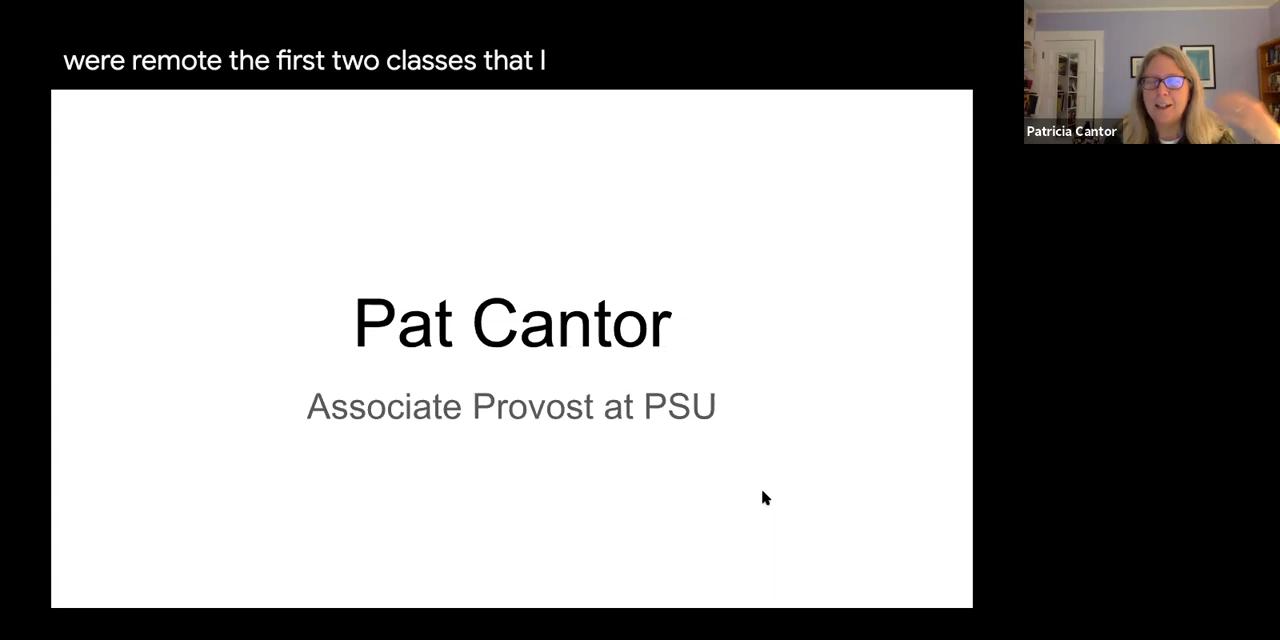 were remote the first two classes that I
Patricia Cantor
Pat Cantor
Associate Provost at PSU